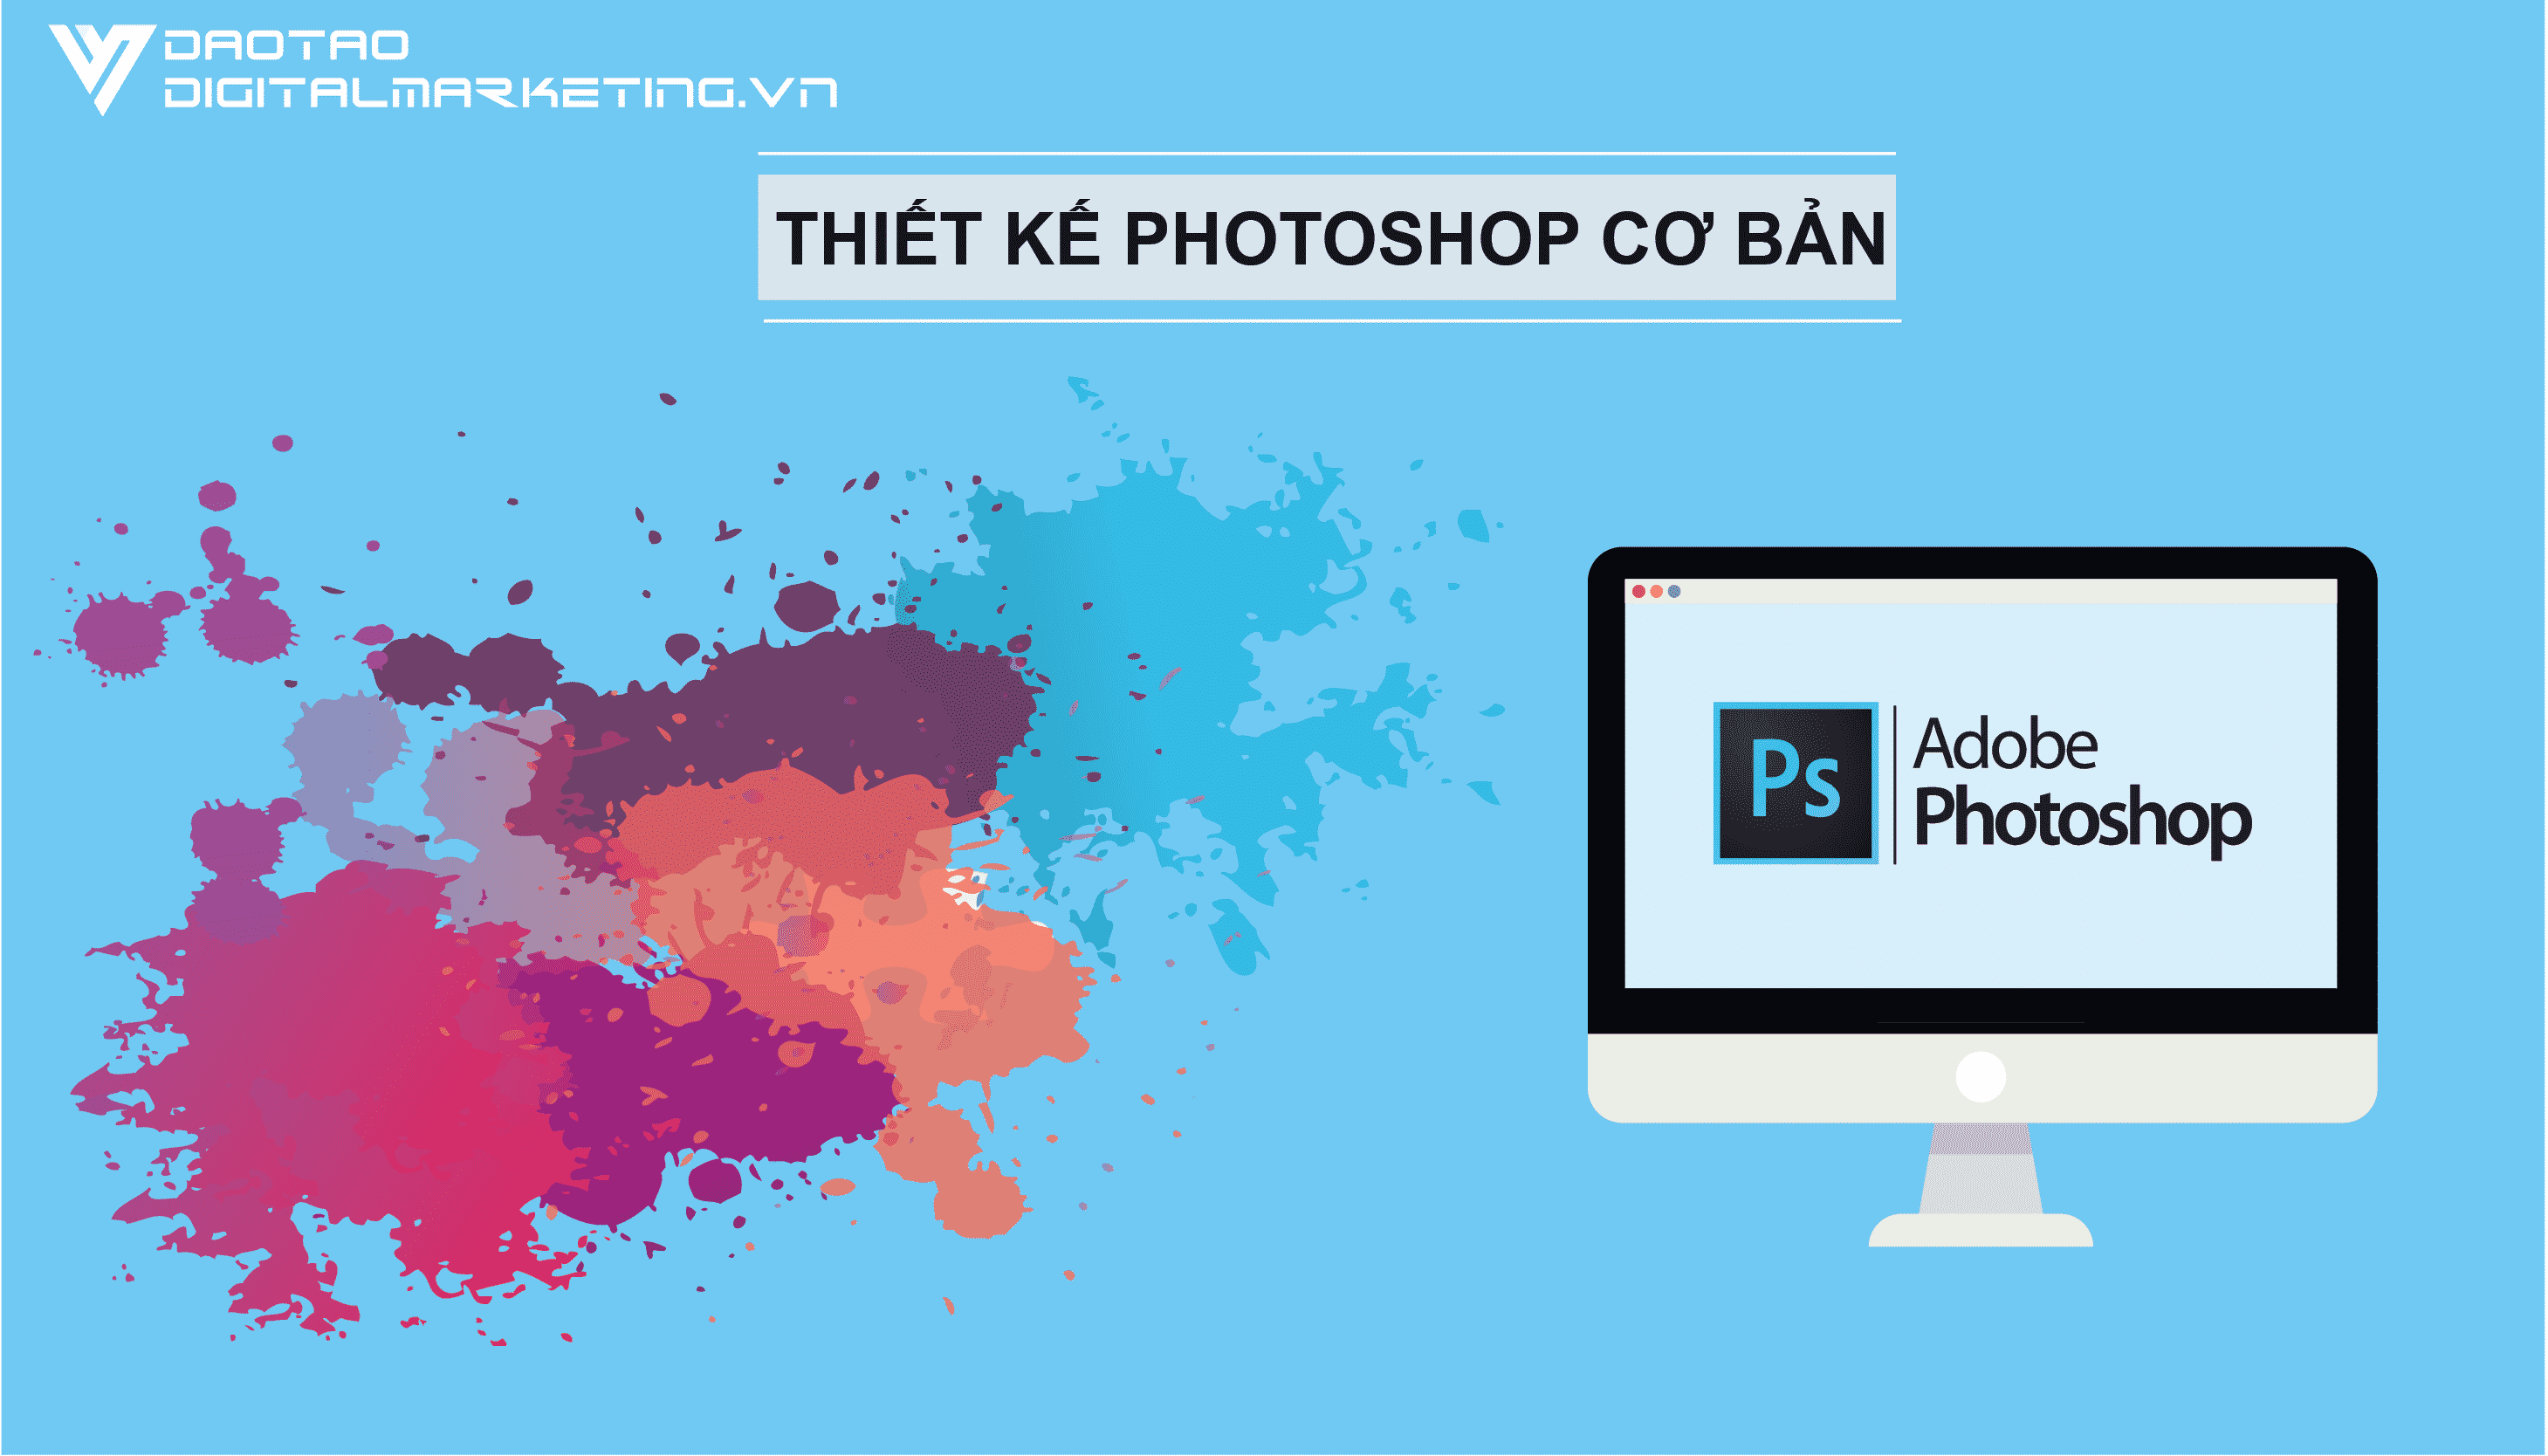 DAOTAO
DIGITALMARKETING.VN
THIẾT KẾ PHOTOSHOP CƠ BẢN
Ps
Adobe
Photoshop